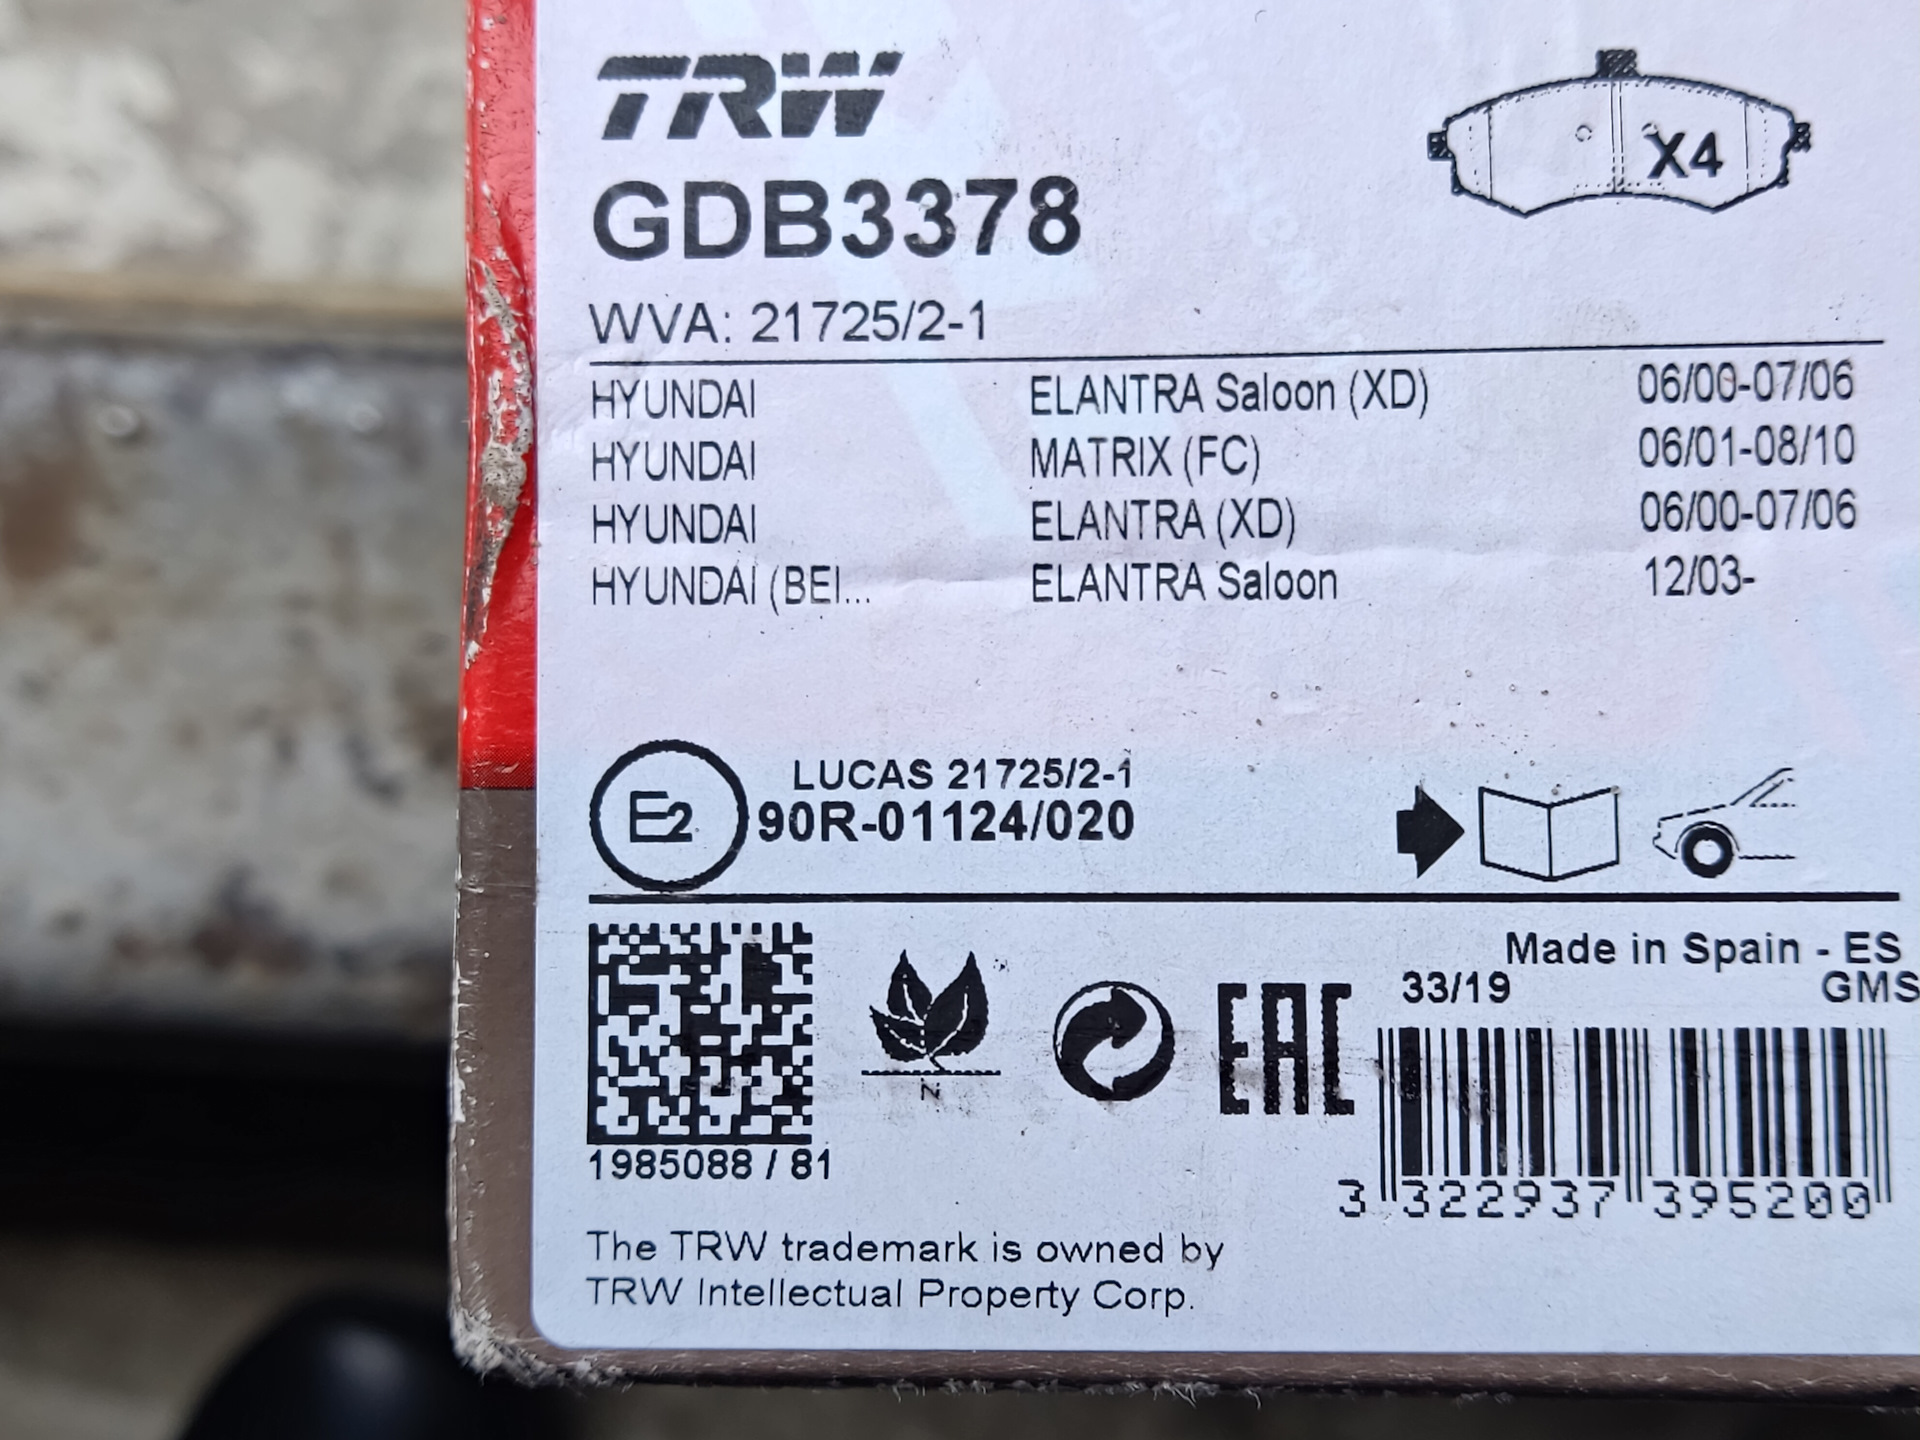 TRW
GDB3378
X4
WVA: 21725/2-1
HYUNDAI ELANTRA Saloon (XD) 06/00-07/06
HYUNDAI MATRIX (FC) 06/01-08/10
HYUNDAI ELANTRA (XD) 06/00-07/06
HYUNDAI (BEI... ELANTRA Saloon 12/03-
LUCAS 21725/2-1
E2 90R-01124/020
Made in Spain - ES
33/19 GMS
N
EAC
1985088 / 81
3 322937 395200
The TRW trademark is owned by
TRW Intellectual Property Corp.